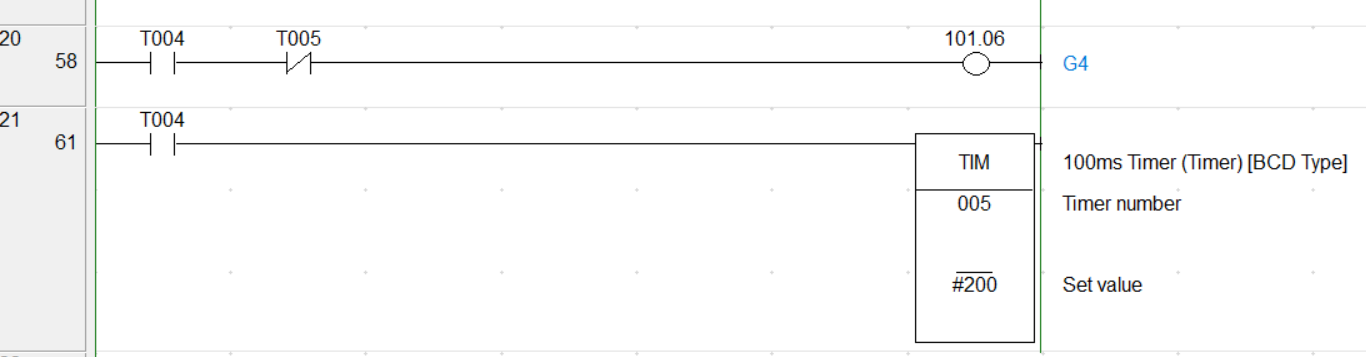 20 T004 T005 101.06
58 G4
21 T004
61
TIM 100ms Timer (Timer) [BCD Type]
005 Timer number
#200 Set value